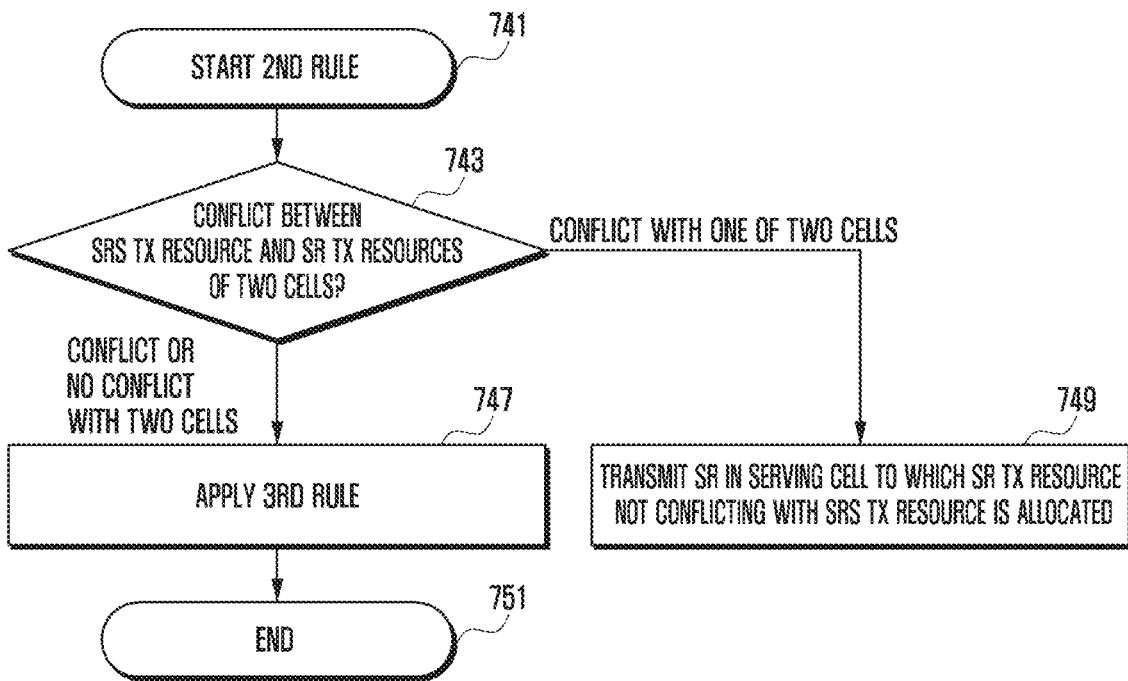 741
START 2ND RULE
743
CONFLICT BETWEEN
SRS TX RESOURCE AND SR TX RESOURCES
OF TWO CELLS?
CONFLICT WITH ONE OF TWO CELLS
CONFLICT OR
NO CONFLICT
WITH TWO CELLS
747
APPLY 3RD RULE
749
TRANSMIT SR IN SERVING CELL TO WHICH SR TX RESOURCE
NOT CONFLICTING WITH SRS TX RESOURCE IS ALLOCATED
751
END